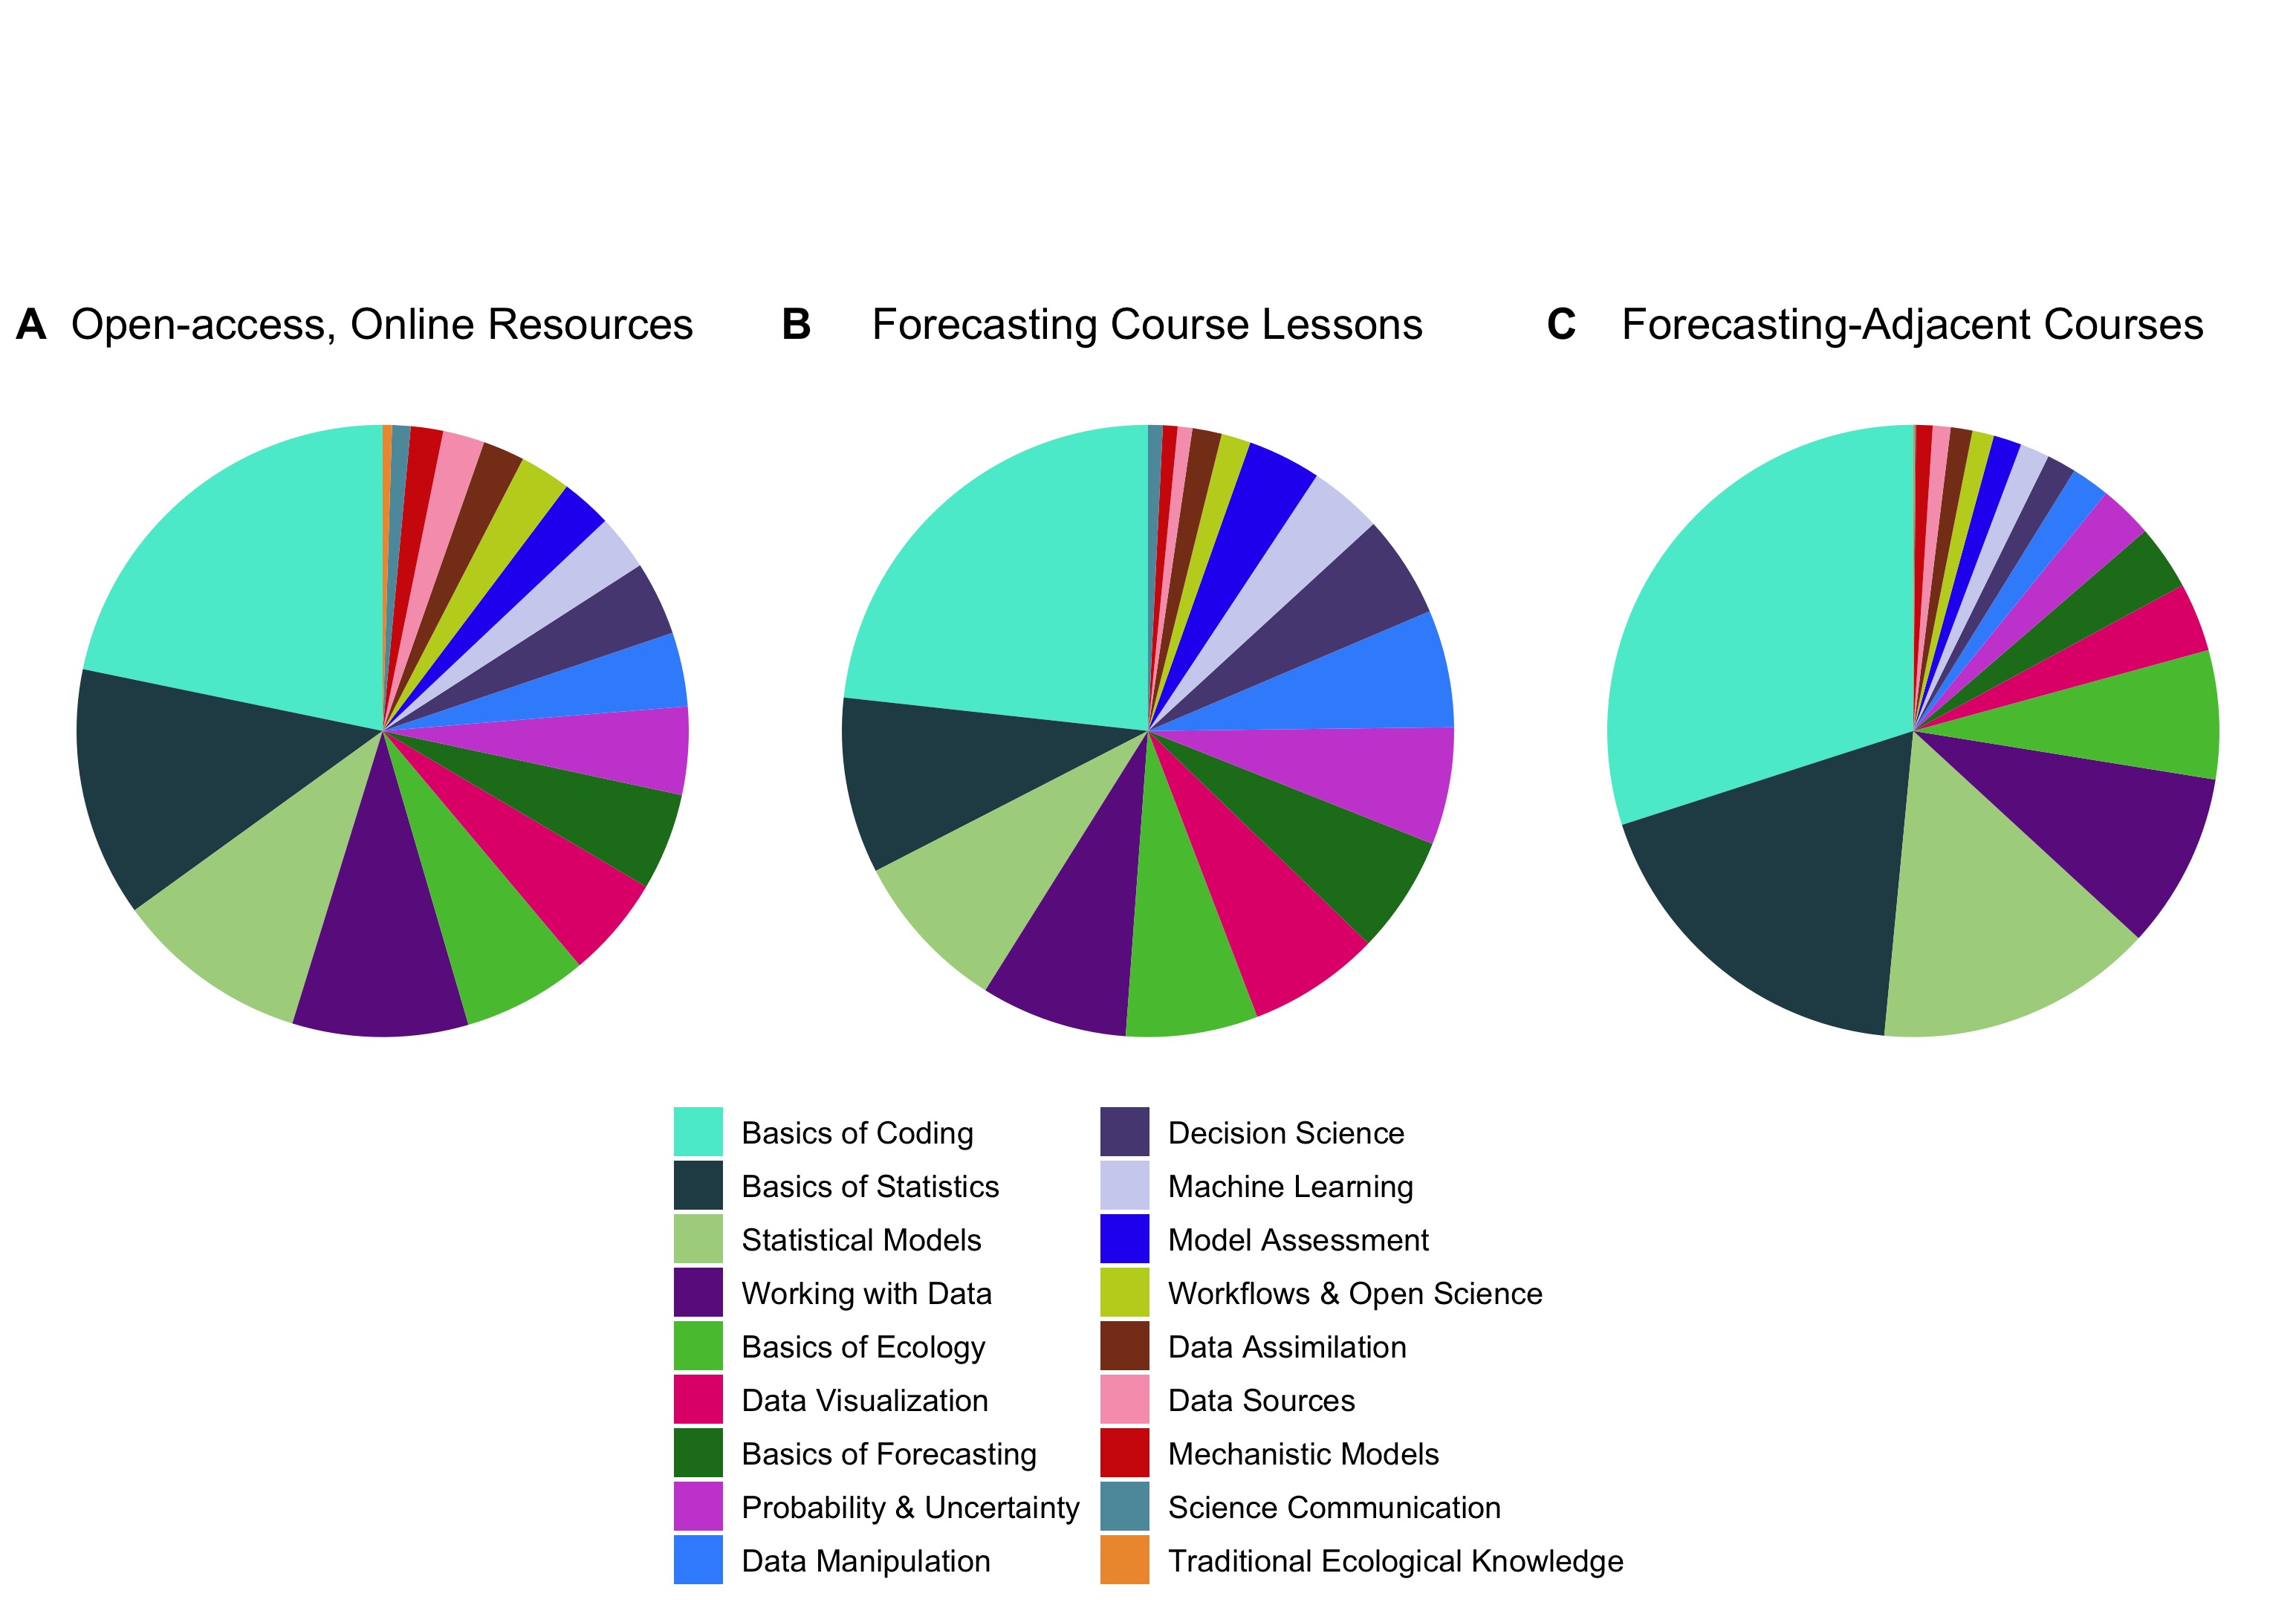 A Open-access, Online Resources
B Forecasting Course Lessons
C Forecasting-Adjacent Courses
Basics of Coding
Basics of Statistics
Statistical Models
Working with Data
Basics of Ecology
Data Visualization
Basics of Forecasting
Probability & Uncertainty
Data Manipulation
Decision Science
Machine Learning
Model Assessment
Workflows & Open Science
Data Assimilation
Data Sources
Mechanistic Models
Science Communication
Traditional Ecological Knowledge